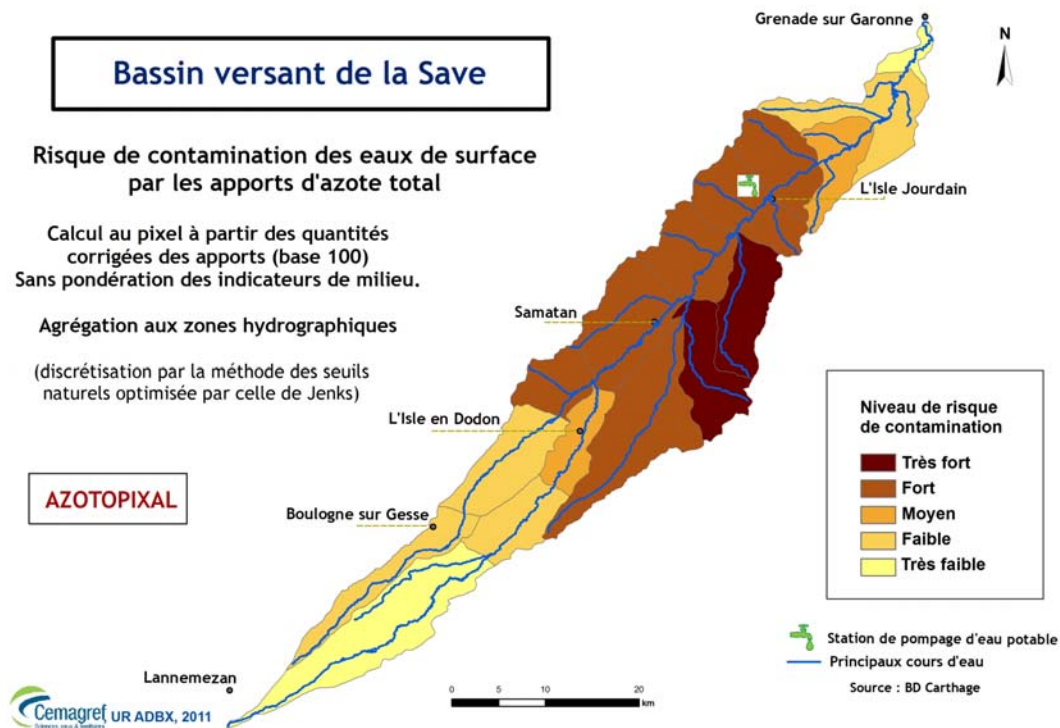 Grenade sur Garonne
N
Bassin versant de la Save
Risque de contamination des eaux de surface
par les apports d'azote total
Calcul au pixel à partir des quantités
corrigées des apports (base 100)
Sans pondération des indicateurs de milieu.
Agrégation aux zones hydrographiques
(discrétisation par la méthode des seuils
naturels optimisée par celle de Jenks)
AZOTOPIXAL
L'Isle Jourdain
Samatan
L'Isle en Dodon
Boulogne sur Gesse
Lannemezan
Niveau de risque
de contamination
Très fort
Fort
Moyen
Faible
Très faible
Station de pompage d'eau potable
Principaux cours d'eau
Source : BD Carthage
0 5 10 20
km
Cemagref UR ADBX, 2011